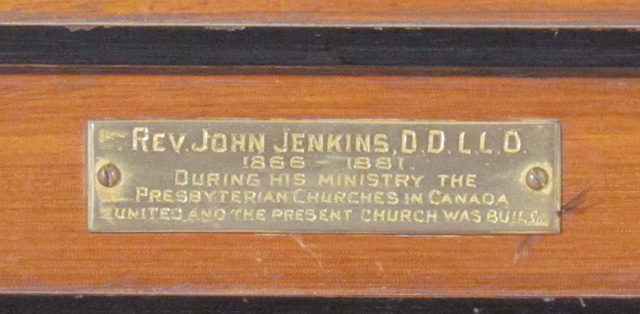 REV. JOHN JENKINS, D.D. L.L.D.
1866 - 1881.
DURING HIS MINISTRY THE
PRESBYTERIAN CHURCHES IN CANADA
UNITED AND THE PRESENT CHURCH WAS BUILT.